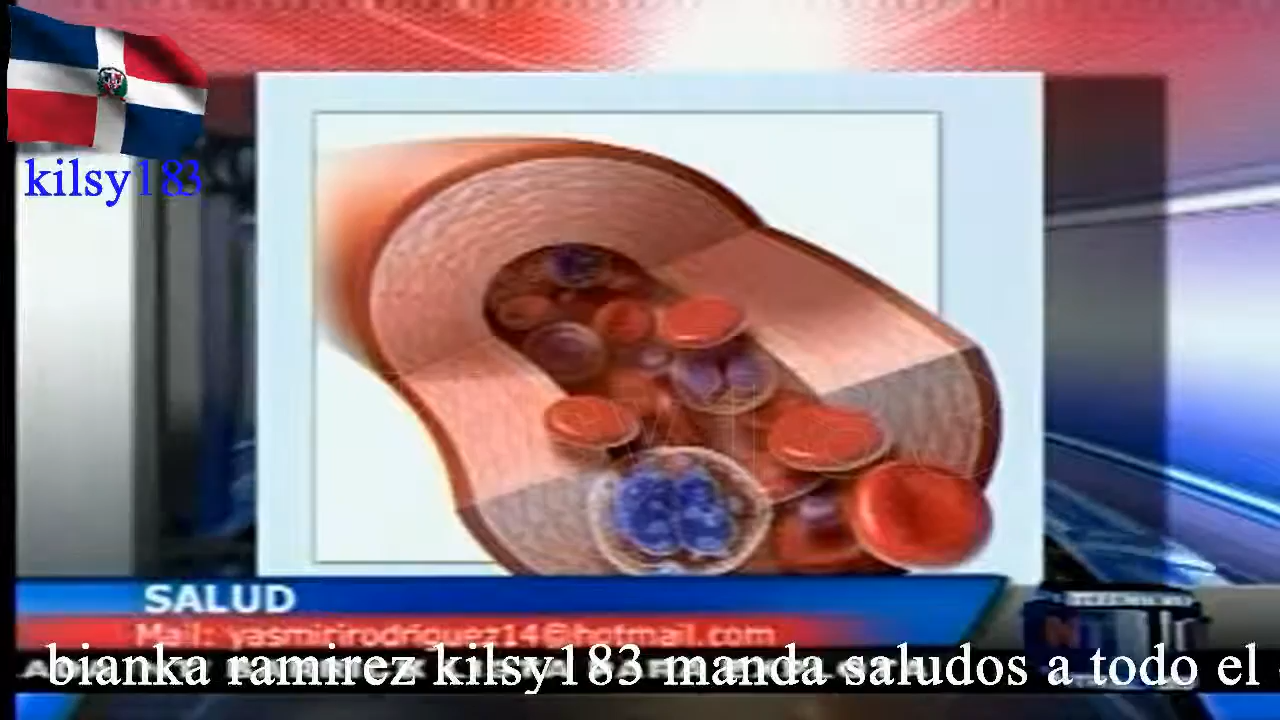 kilsy183
SALUD
Mail: yasmirirodriguez14@hotmail.com
bianka ramirez kilsy183 manda saludos a todo el